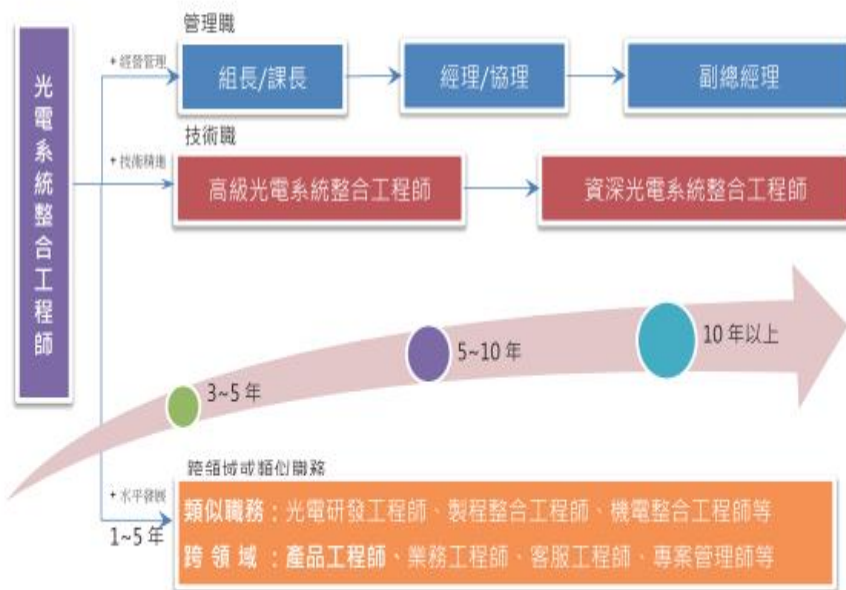 光電系統整合工程師
管理職
+ 經營管理
組長/課長
經理/協理
副總經理
技術職
+ 技術精進
高級光電系統整合工程師
資深光電系統整合工程師
3~5 年
5~10 年
10 年以上
跨領域或類似職務
+ 水平發展
1~5 年
類似職務：光電研發工程師、製程整合工程師、機電整合工程師等
跨 領 域 ：產品工程師、業務工程師、客服工程師、專案管理師等